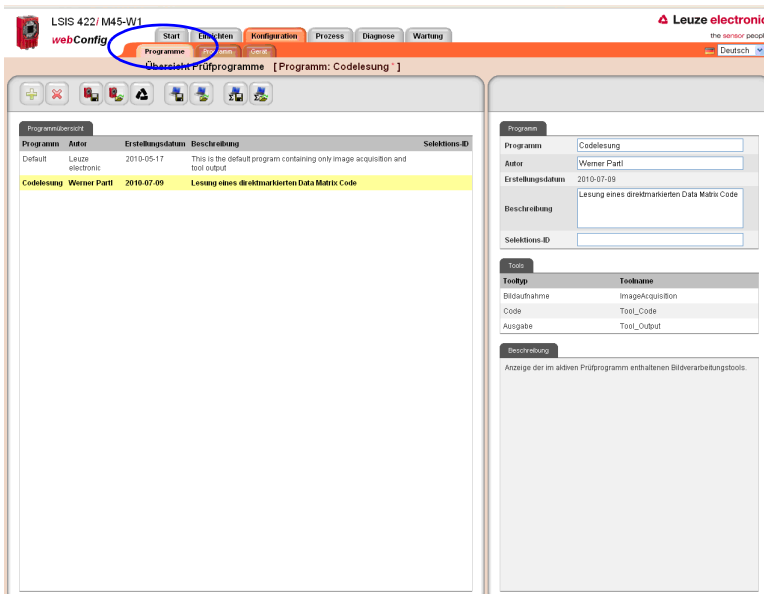 LSIS 422/ M45-W1
webConfig
Leuze electronic
the sensor people
Start Einrichten Konfiguration Prozess Diagnose Wartung
Programme Programm Gerät
Deutsch
Übersicht Prüfprogramme [Programm: Codelesung * ]
Programmübersicht
Programm Autor Erstellungsdatum Beschreibung Selektions-ID
Default Leuze electronic 2010-05-17 This is the default program containing only image acquisition and
tool output
Codelesung Werner Partl 2010-07-09 Lesung eines direktmarkierten Data Matrix Code
Programm
Programm Codelesung
Autor Werner Partl
Erstellungsdatum 2010-07-09
Beschreibung Lesung eines direktmarkierten Data Matrix Code
Selektions-ID
Tools
Tooltyp Toolname
Bildaufnahme ImageAcquisition
Code Tool_Code
Ausgabe Tool_Output
Beschreibung
Anzeige der im aktiven Prüfprogramm enthaltenen Bildverarbeitungstools.